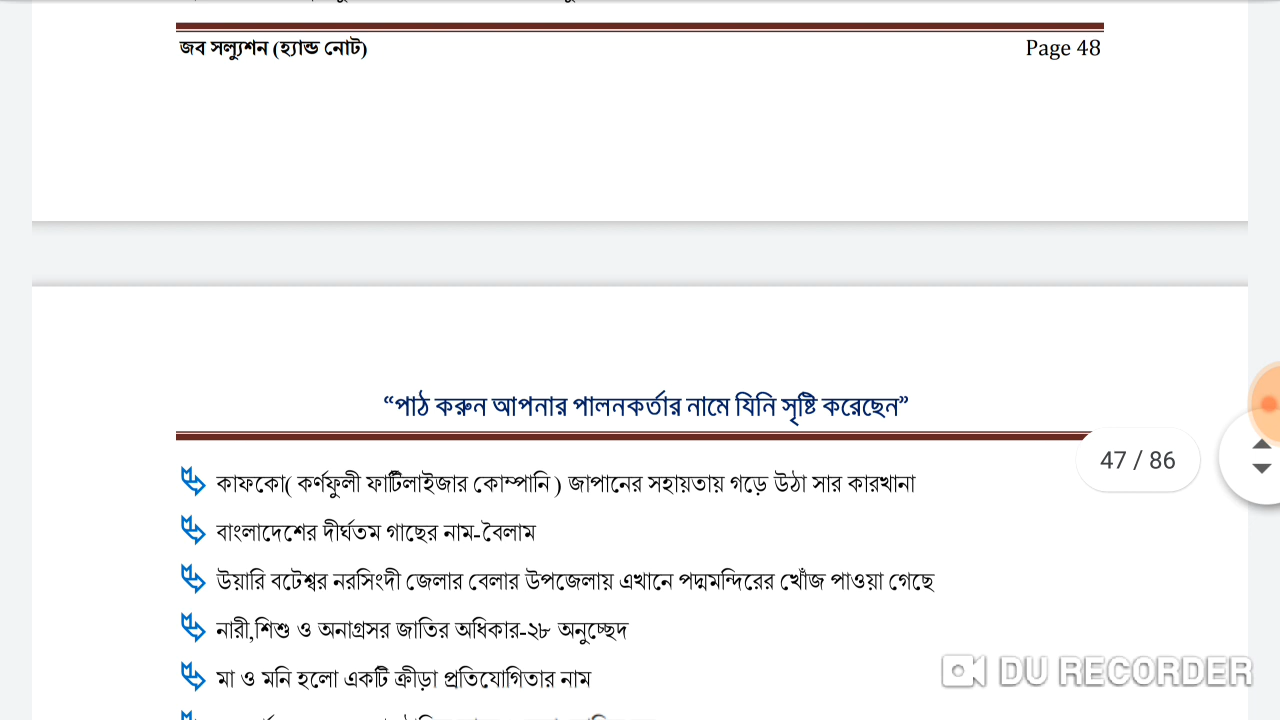 জব সল্যুশন (হ্যান্ড নোট)
Page 48
“পাঠ করুন আপনার পালনকর্তার নামে যিনি সৃষ্টি করেছেন”
47 / 86
কাফকো( কর্ণফুলী ফার্টিলাইজার কোম্পানি ) জাপানের সহায়তায় গড়ে উঠা সার কারখানা
বাংলাদেশের দীর্ঘতম গাছের নাম-বৈলাম
উয়ারি বটেশ্বর নরসিংদী জেলার বেলার উপজেলায় এখানে পদ্মমন্দিরের খোঁজ পাওয়া গেছে
নারী,শিশু ও অনাগ্রসর জাতির অধিকার-২৮ অনুচ্ছেদ
মা ও মনি হলো একটি ক্রীড়া প্রতিযোগিতার নাম
DU RECORDER